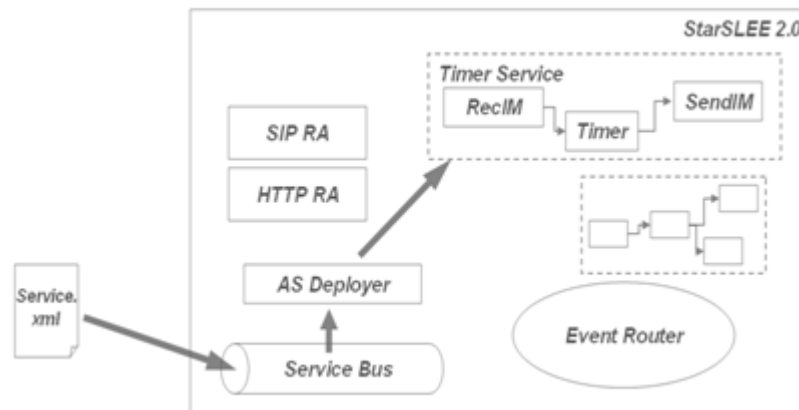 StarSLEE 2.0
Timer Service
RecIM
Timer
SendIM
SIP RA
HTTP RA
AS Deployer
Service.
xml
Service Bus
Event Router